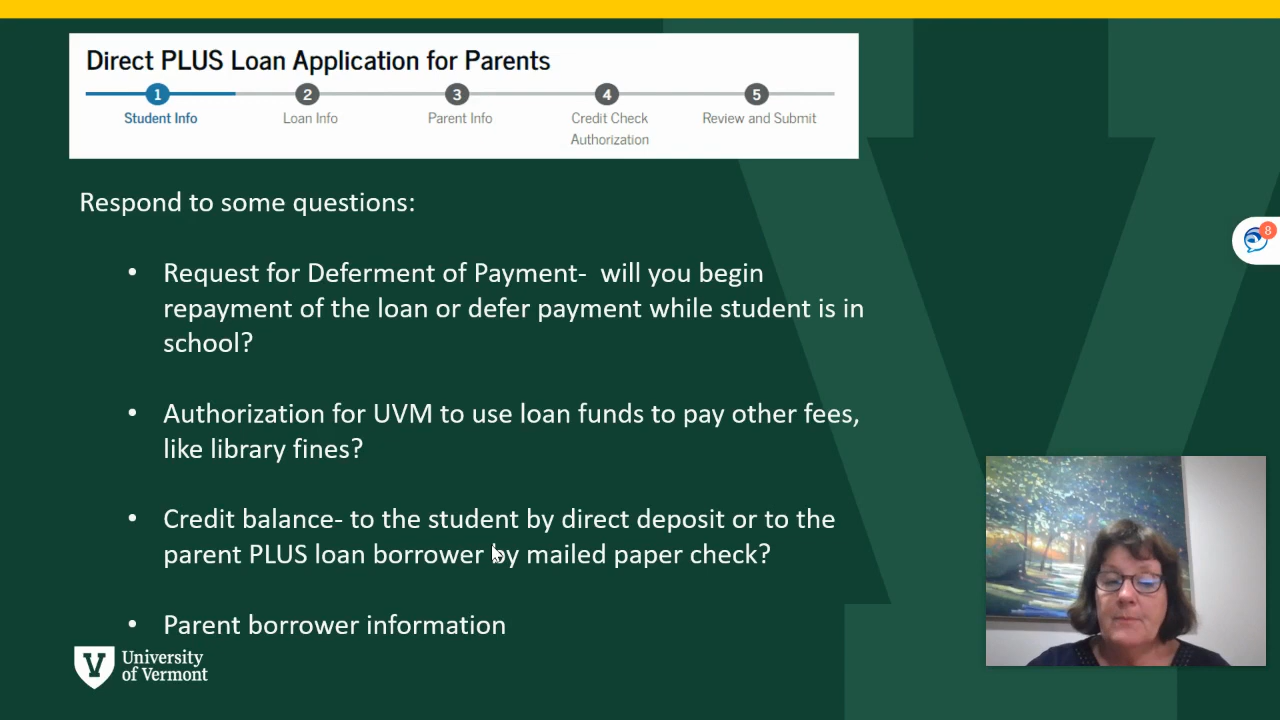 Direct PLUS Loan Application for Parents
1 2 3 4 5
Student Info Loan Info Parent Info Credit Check Review and Submit
Authorization
Respond to some questions:
• Request for Deferment of Payment-  will you begin
repayment of the loan or defer payment while student is in
school?
8
• Authorization for UVM to use loan funds to pay other fees,
like library fines?
• Credit balance- to the student by direct deposit or to the
parent PLUS loan borrower by mailed paper check?
• Parent borrower information
V University
of Vermont